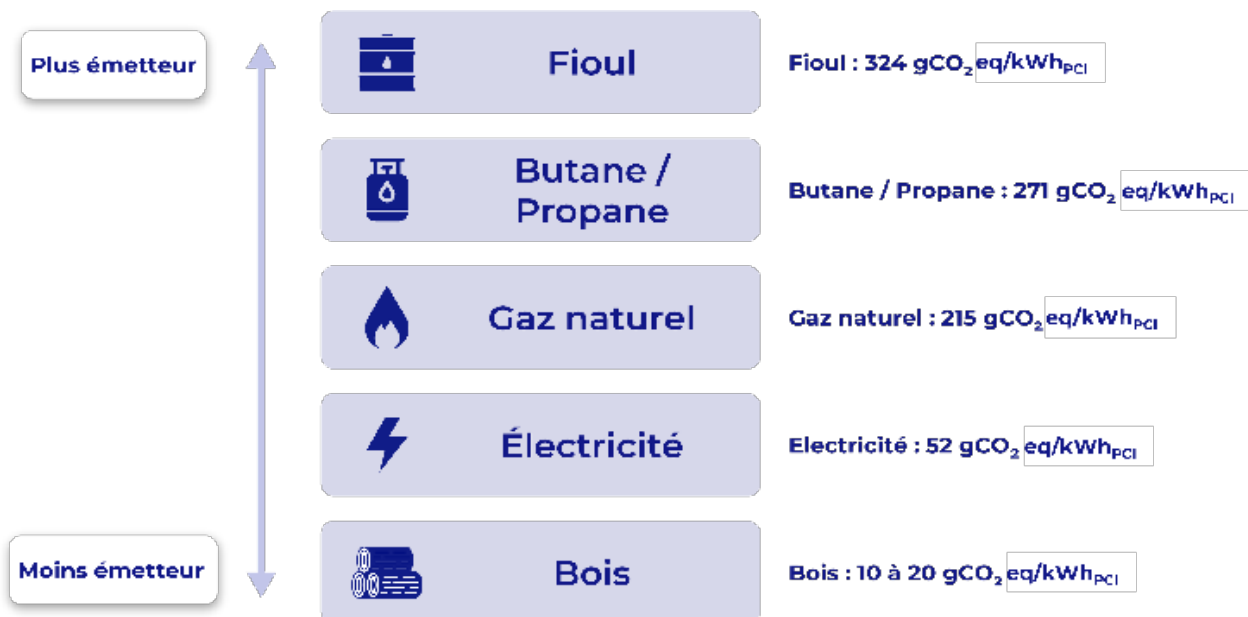 Plus émetteur
Fioul
Fioul : 324 gCO₂ eq/kWhPCI
Butane /
Propane
Butane / Propane : 271 gCO₂ eq/kWhPCI
Gaz naturel
Gaz naturel : 215 gCO₂ eq/kWhPCI
Électricité
Electricité : 52 gCO₂ eq/kWhPCI
Moins émetteur
Bois
Bois : 10 à 20 gCO₂ eq/kWhPCI